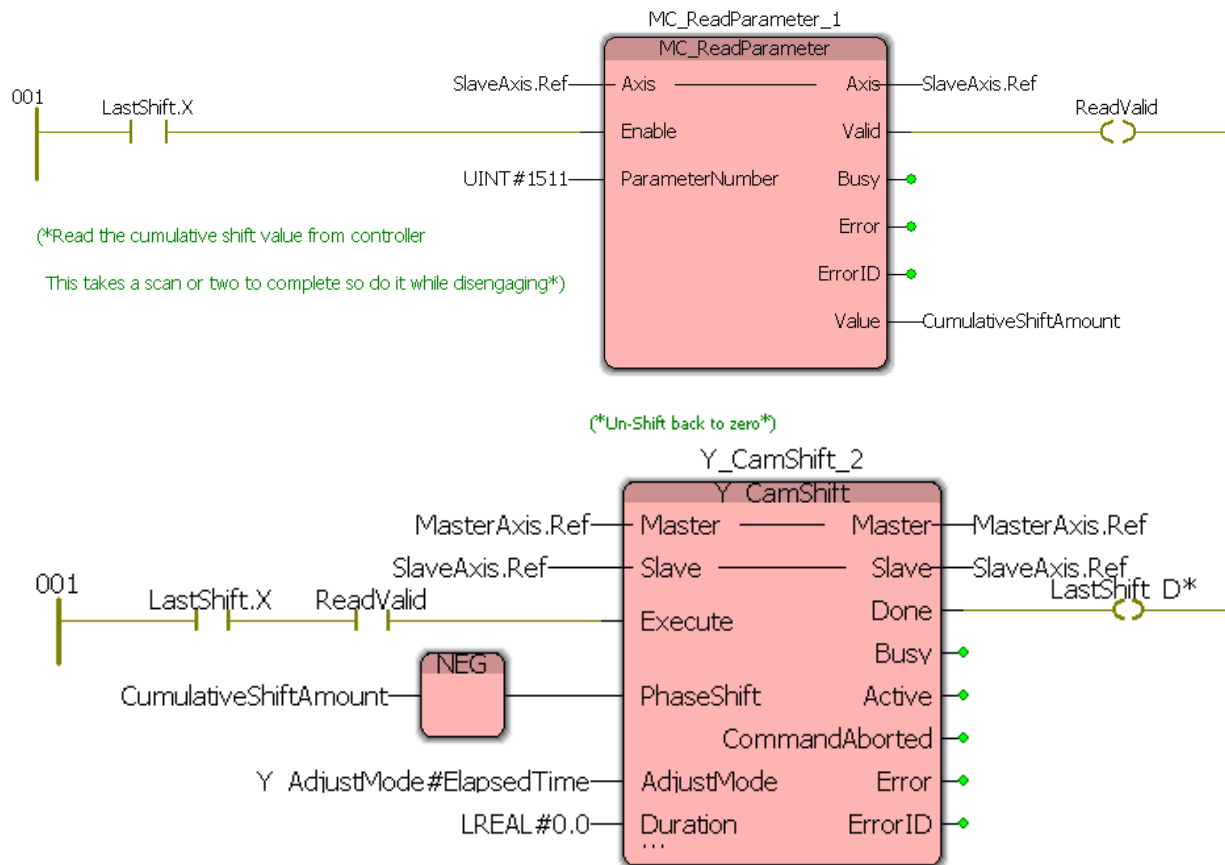 MC_ReadParameter_1
MC_ReadParameter
SlaveAxis.Ref Axis Axis SlaveAxis.Ref
001 LastShift.X ReadValid
Enable Valid
UINT#1511 ParameterNumber Busy
(*Read the cumulative shift value from controller
Error
This takes a scan or two to complete so do it while disengaging*)
ErrorID
Value CumulativeShiftAmount
(*Un-Shift back to zero*)
Y_CamShift_2
Y_CamShift
MasterAxis.Ref Master Master MasterAxis.Ref
SlaveAxis.Ref Slave Slave SlaveAxis.Ref
001 LastShift.X ReadValid Execute Done LastShift_D*
Busy
NEG
CumulativeShiftAmount PhaseShift Active
CommandAborted
Y_AdjustMode#ElapsedTime AdjustMode Error
LREAL#0.0 Duration ErrorID
...